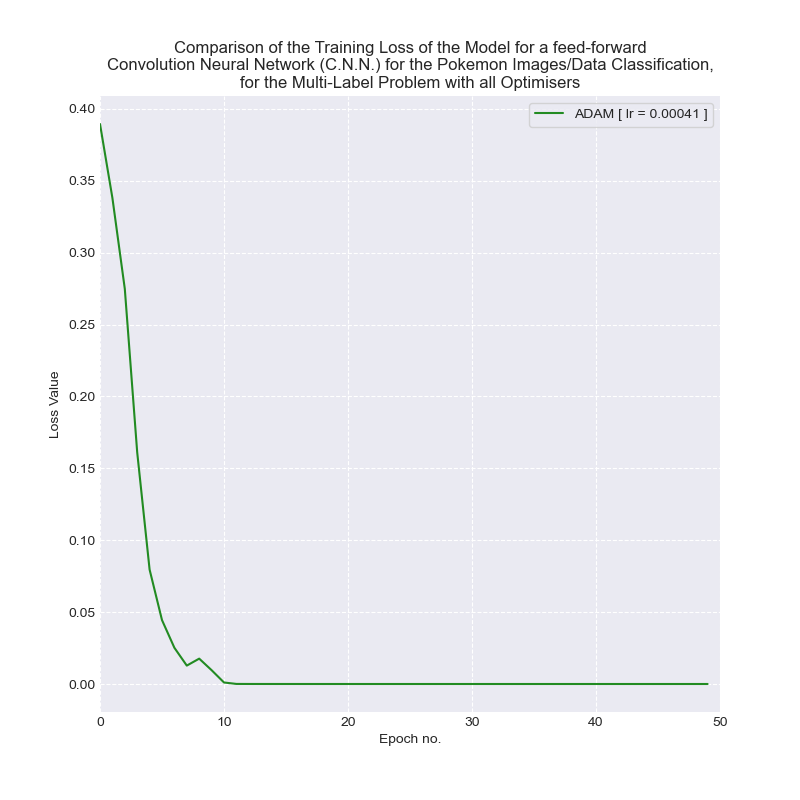 Comparison of the Training Loss of the Model for a feed-forward
Convolution Neural Network (C.N.N.) for the Pokemon Images/Data Classification,
for the Multi-Label Problem with all Optimisers
ADAM [ lr = 0.00041 ]
0.40
0.35
0.30
0.25
0.20
0.15
0.10
0.05
0.00
Loss Value
0 10 20 30 40 50
Epoch no.